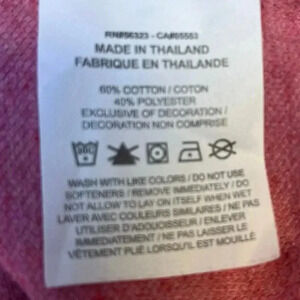 RN#56323 - CA#05553
MADE IN THAILAND
FABRIQUE EN THAILANDE
60% COTTON / COTON
40% POLYESTER
EXCLUSIVE OF DECORATION /
DECORATION NON COMPRISE
WASH WITH LIKE COLORS / DO NOT USE
SOFTENERS / REMOVE IMMEDIATELY / DO
NOT ALLOW TO LAY ON ITSELF WHEN WET
LAVER AVEC COULEURS SIMILAIRES / NE PAS
UTILISER D'ADOUCISSEUR / ENLEVER
IMMEDIATEMENT / NE PAS LAISSER LE
VÊTEMENT PLIÉ LORSQU'IL EST MOUILLÉ